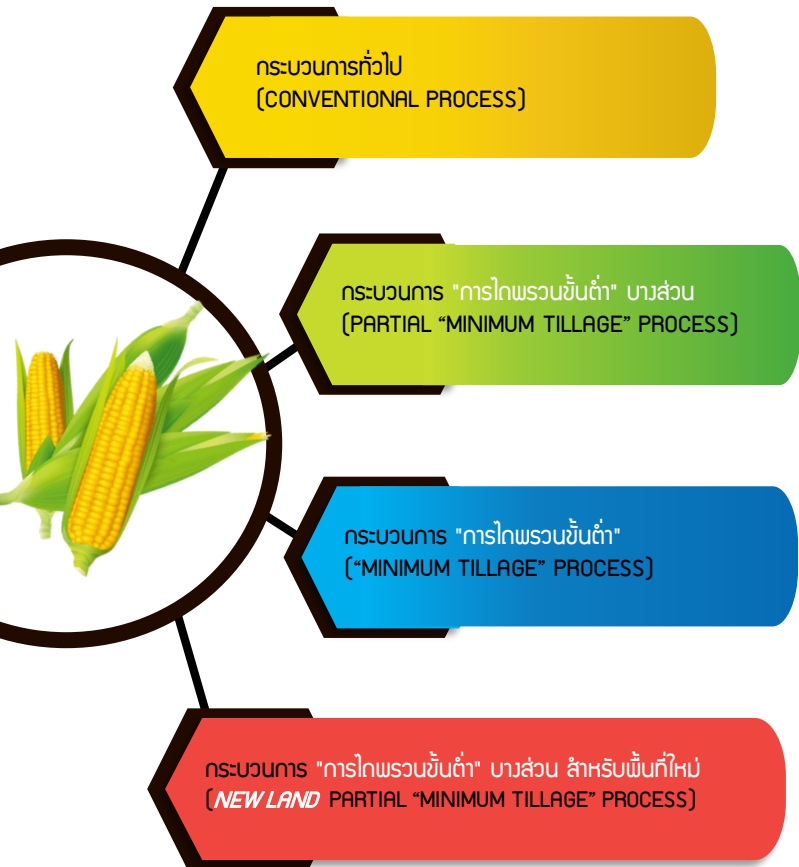 กระบวนการทั่วไป
(CONVENTIONAL PROCESS)
กระบวนการ "การไถพรวนขั้นต่ำ" บางส่วน
(PARTIAL “MINIMUM TILLAGE” PROCESS)
กระบวนการ "การไถพรวนขั้นต่ำ"
(“MINIMUM TILLAGE” PROCESS)
กระบวนการ "การไถพรวนขั้นต่ำ" บางส่วน สำหรับพื้นที่ใหม่
(NEW LAND PARTIAL “MINIMUM TILLAGE” PROCESS)